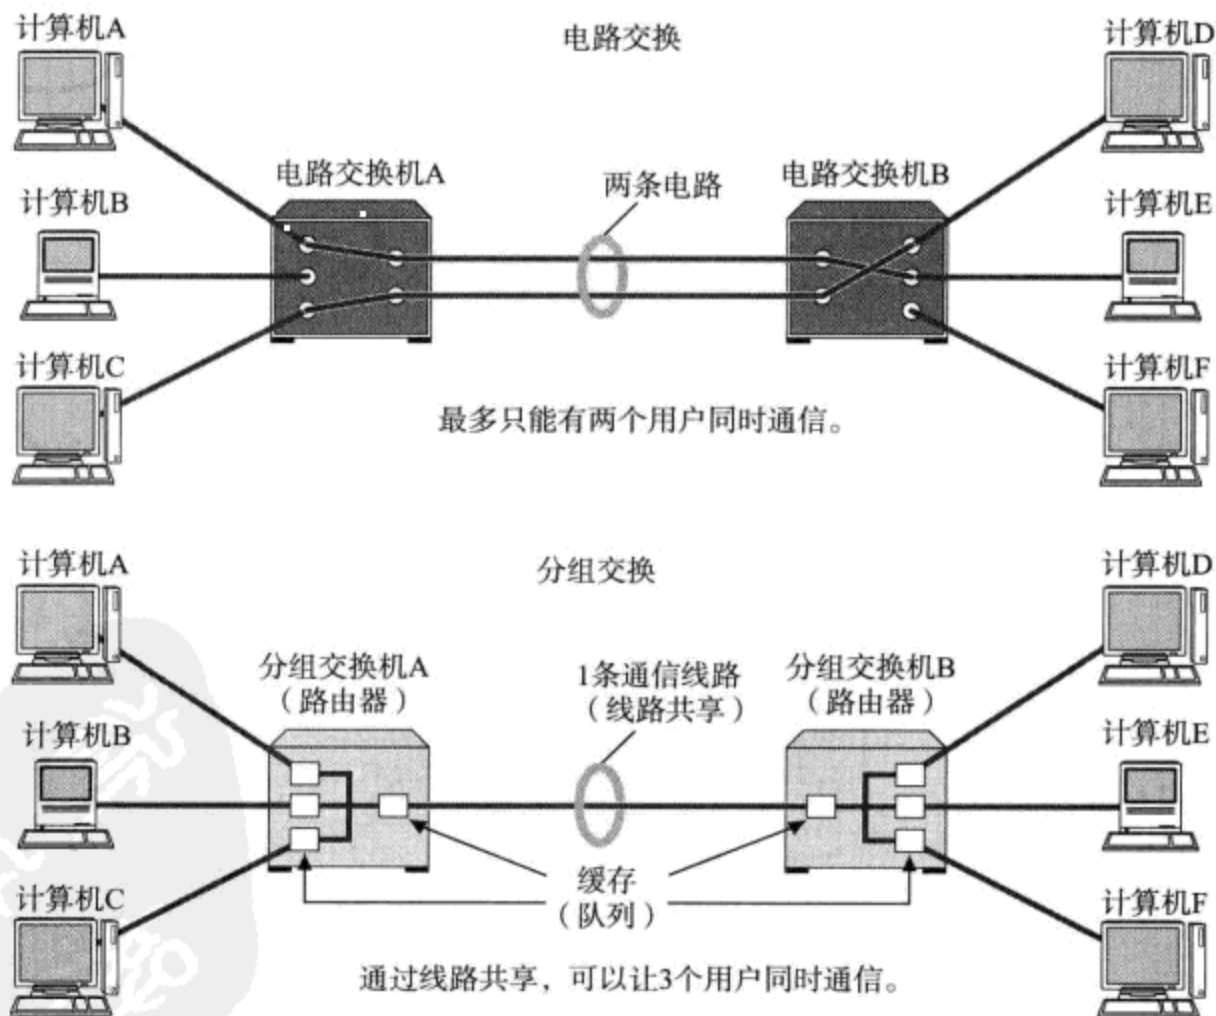 电路交换
计算机A
计算机D
电路交换机A
两条电路
电路交换机B
计算机B
计算机E
计算机C
计算机F
最多只能有两个用户同时通信。
分组交换
计算机A
计算机D
分组交换机A
（路由器）
1条通信线路
（线路共享）
分组交换机B
（路由器）
计算机B
计算机E
缓存
（队列）
计算机C
计算机F
通过线路共享，可以让3个用户同时通信。